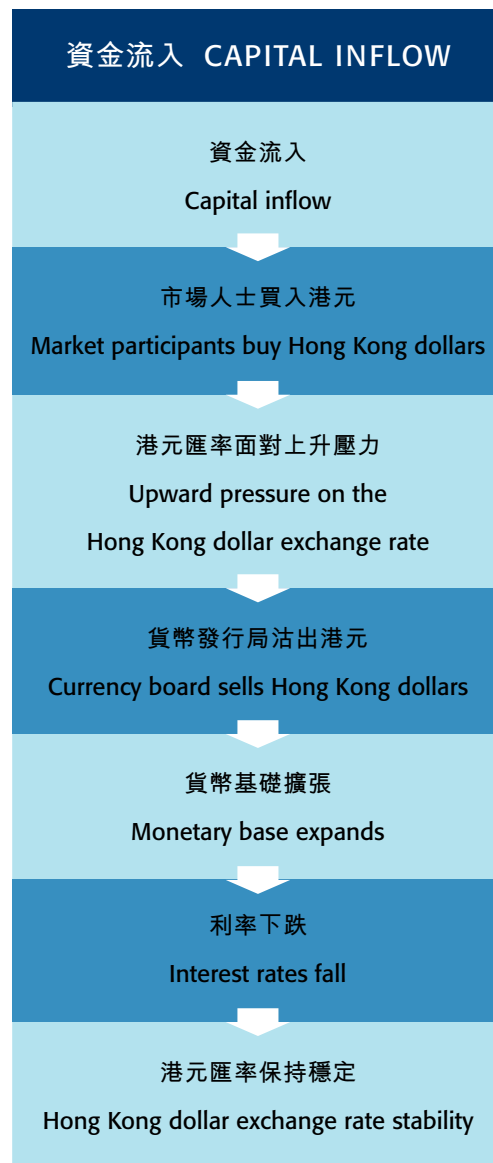 資金流入 CAPITAL INFLOW
資金流入
Capital inflow
市場人士買入港元
Market participants buy Hong Kong dollars
港元匯率面對上升壓力
Upward pressure on the
Hong Kong dollar exchange rate
貨幣發行局沽出港元
Currency board sells Hong Kong dollars
貨幣基礎擴張
Monetary base expands
利率下跌
Interest rates fall
港元匯率保持穩定
Hong Kong dollar exchange rate stability